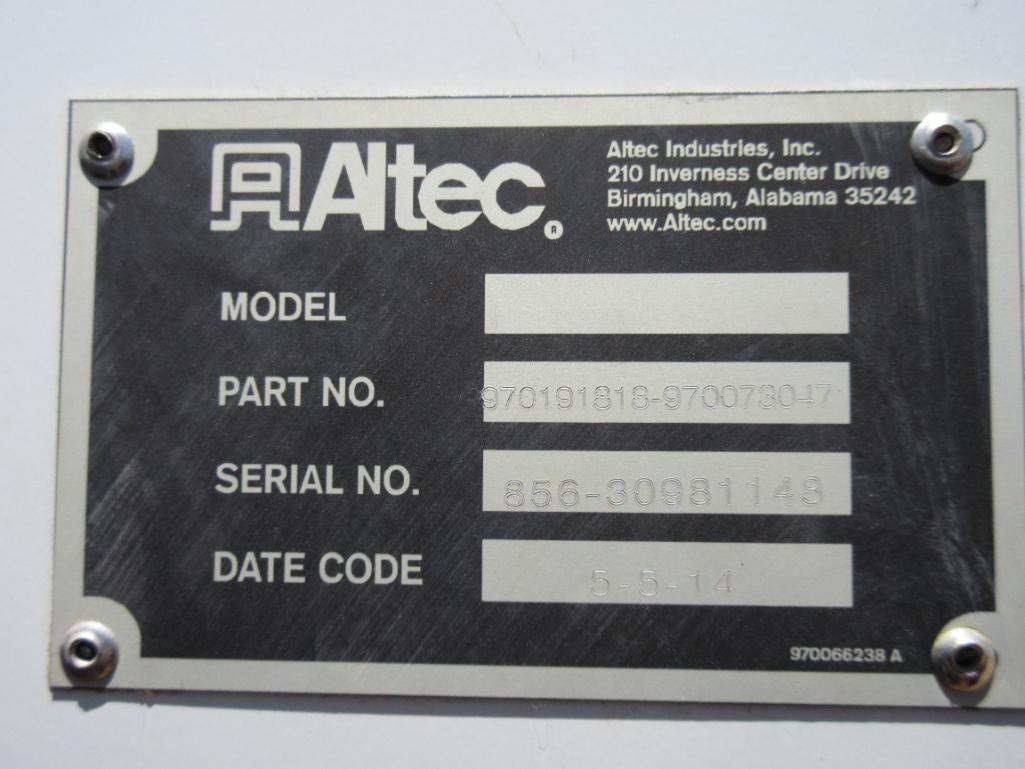 Altec®
Altec Industries, Inc.
210 Inverness Center Drive
Birmingham, Alabama 35242
www.Altec.com
MODEL
PART NO. 970191818-970073047
SERIAL NO. 856-30981148
DATE CODE 5-5-14
970066238 A